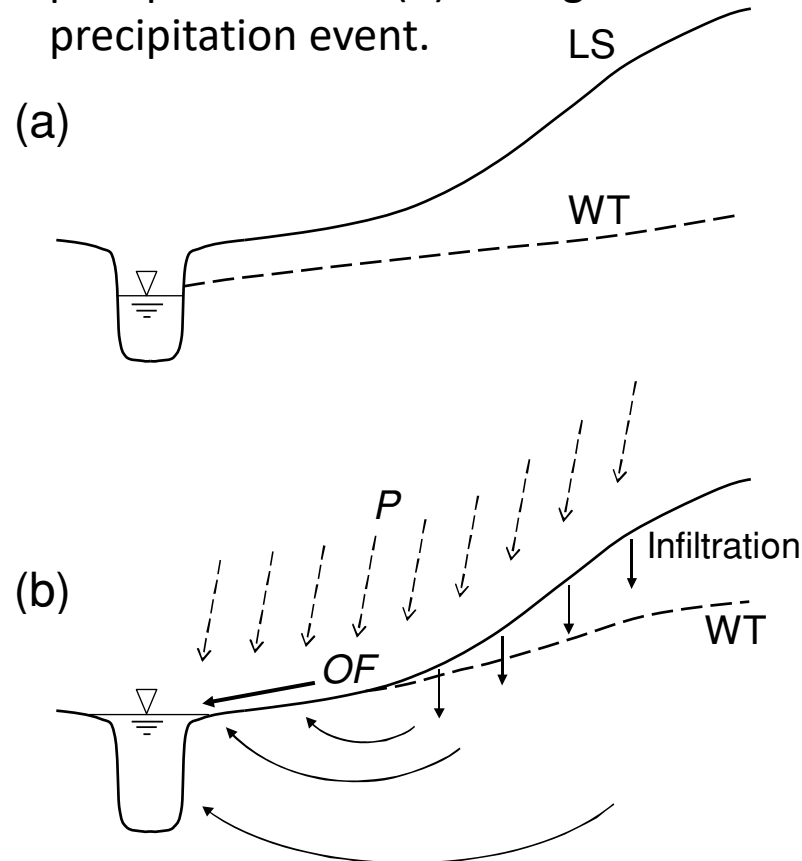 precipitation event.
LS
(a)
WT
P
Infiltration
(b)
WT
OF